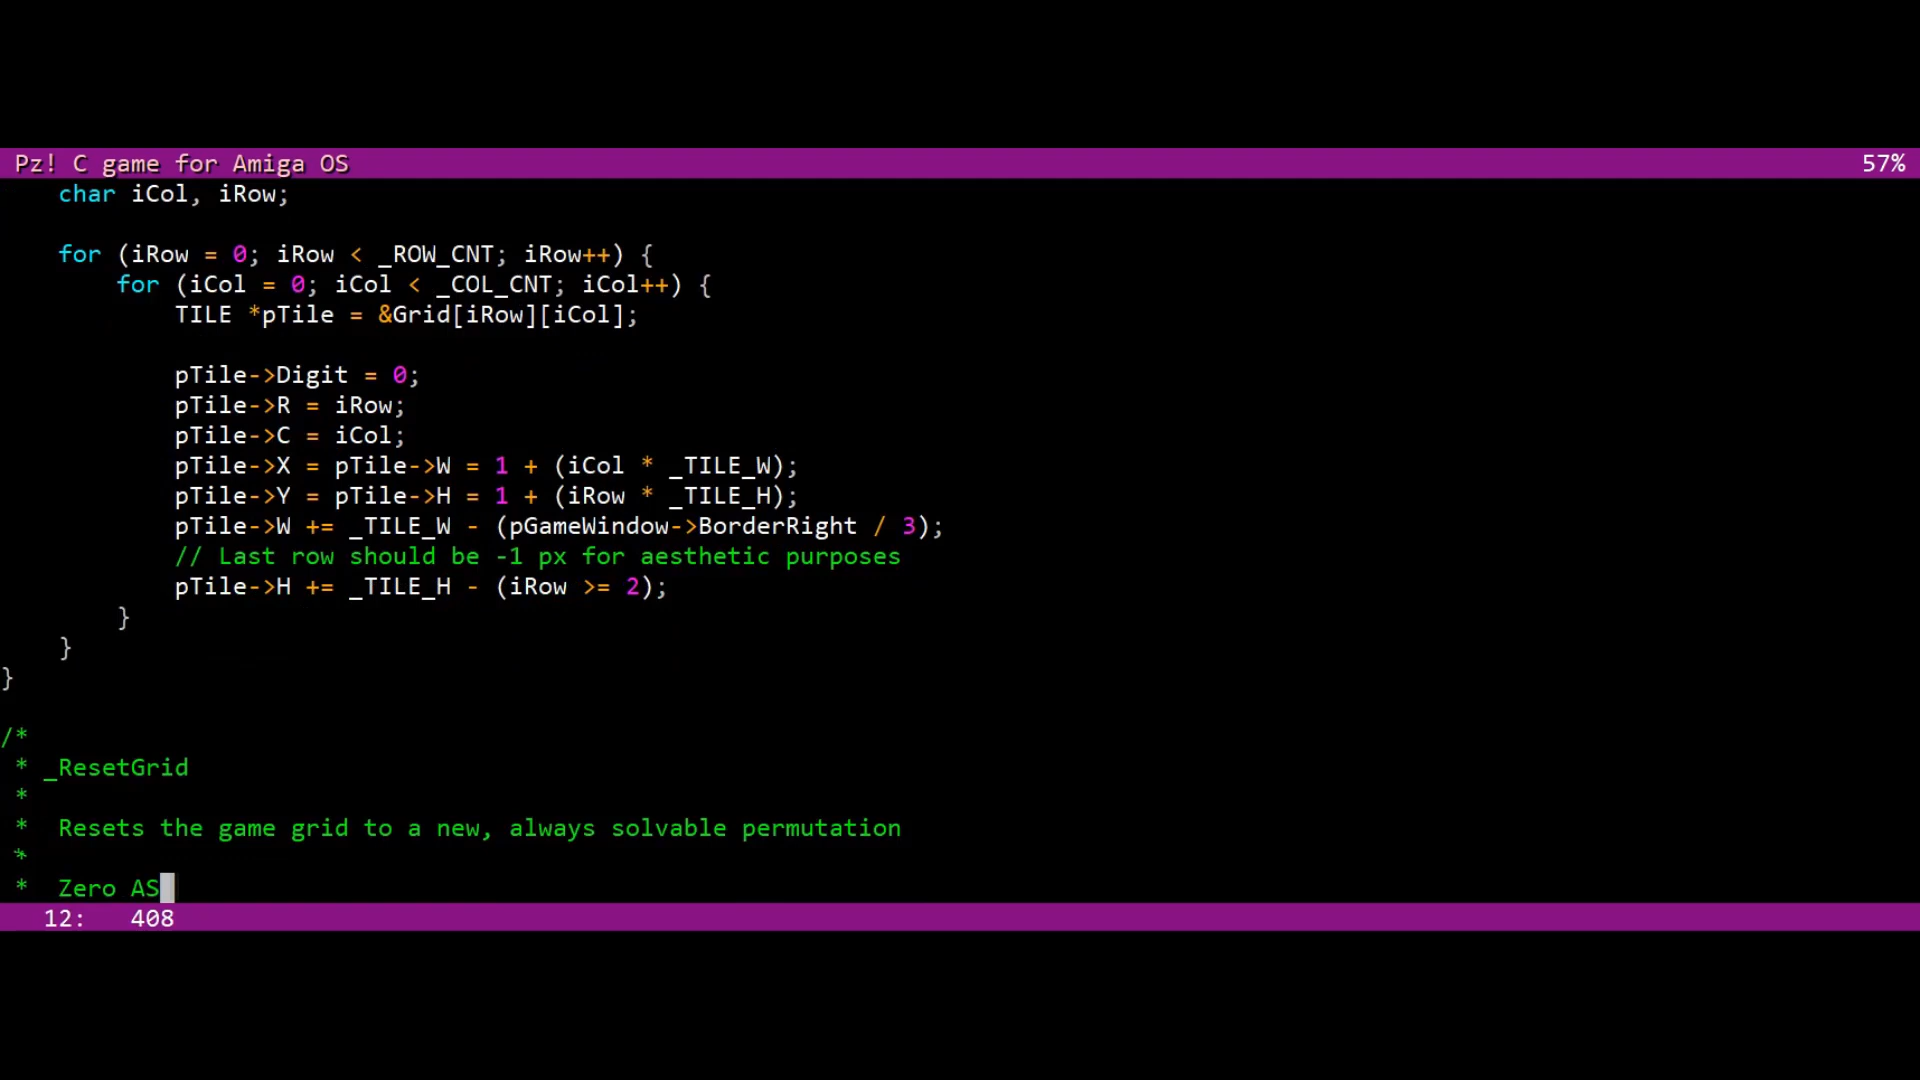 Pz! C game for Amiga OS 57%
    char iCol, iRow;

    for (iRow = 0; iRow < _ROW_CNT; iRow++) {
        for (iCol = 0; iCol < _COL_CNT; iCol++) {
            TILE *pTile = &Grid[iRow][iCol];

            pTile->Digit = 0;
            pTile->R = iRow;
            pTile->C = iCol;
            pTile->X = pTile->W = 1 + (iCol * _TILE_W);
            pTile->Y = pTile->H = 1 + (iRow * _TILE_H);
            pTile->W += _TILE_W - (pGameWindow->BorderRight / 3);
            // Last row should be -1 px for aesthetic purposes
            pTile->H += _TILE_H - (iRow >= 2);
        }
    }
}

/*
 * _ResetGrid
 *
 *  Resets the game grid to a new, always solvable permutation
 *
 *  Zero AS
   12:   408